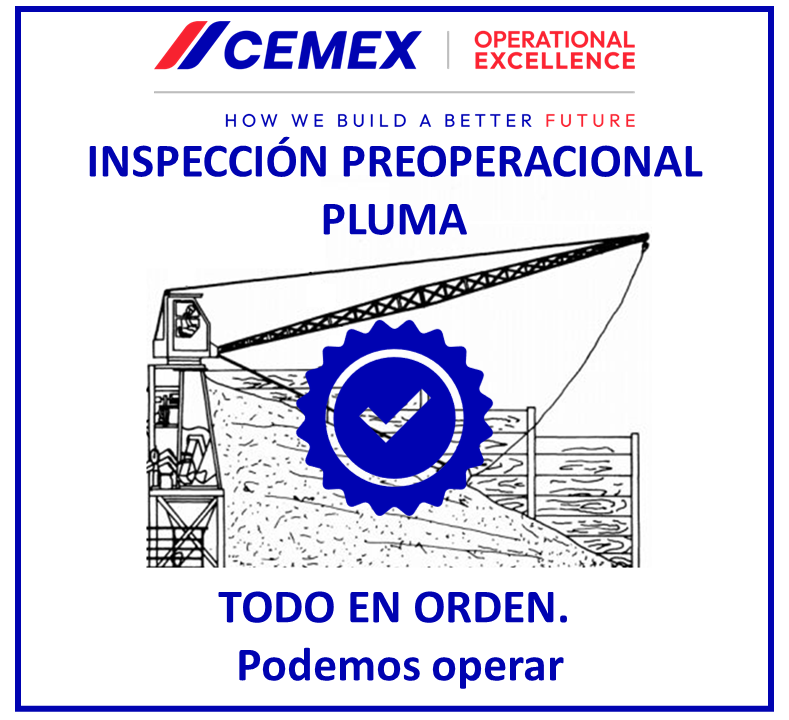 CEMEX
OPERATIONAL
EXCELLENCE
HOW WE BUILD A BETTER FUTURE
INSPECCIÓN PREOPERACIONAL
PLUMA
TODO EN ORDEN.
Podemos operar